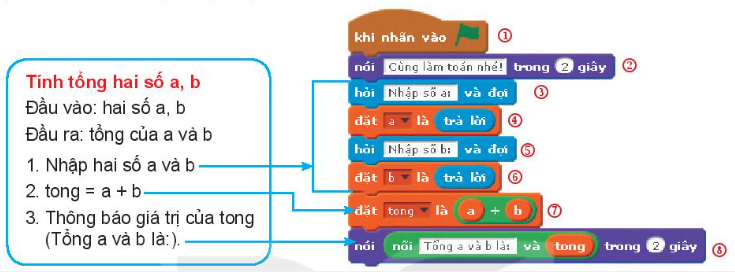 Tính tổng hai số a, b
Đầu vào: hai số a, b
Đầu ra: tổng của a và b
1. Nhập hai số a và b
2. tong = a + b
3. Thông báo giá trị của tong
(Tổng a và b là:).
khi nhấn vào ①
nói Cùng làm toán nhé! trong 2 giây ②
hỏi Nhập số a: và đợi ③
đặt a là trả lời ④
hỏi Nhập số b: và đợi ⑤
đặt b là trả lời ⑥
đặt tong là a + b ⑦
nói nối Tổng a và b là: và tong trong 2 giây ⑧